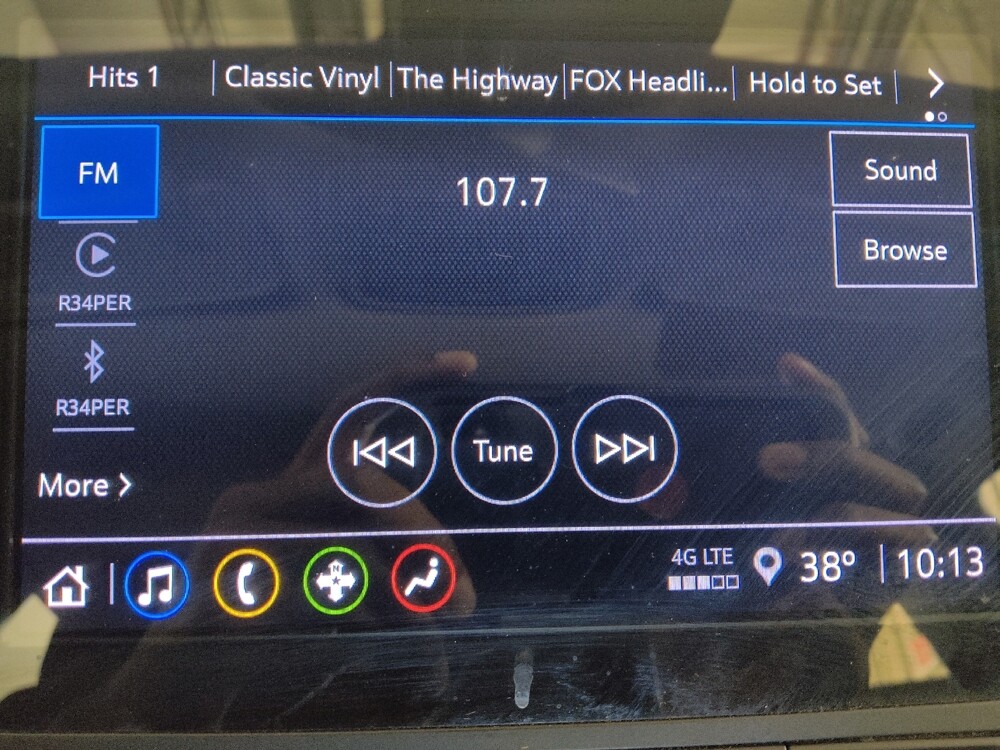 Hits 1 Classic Vinyl The Highway FOX Headli... Hold to Set
FM
107.7
Sound
Browse
R34PER
R34PER
Tune
More
N
4G LTE
38° 10:13